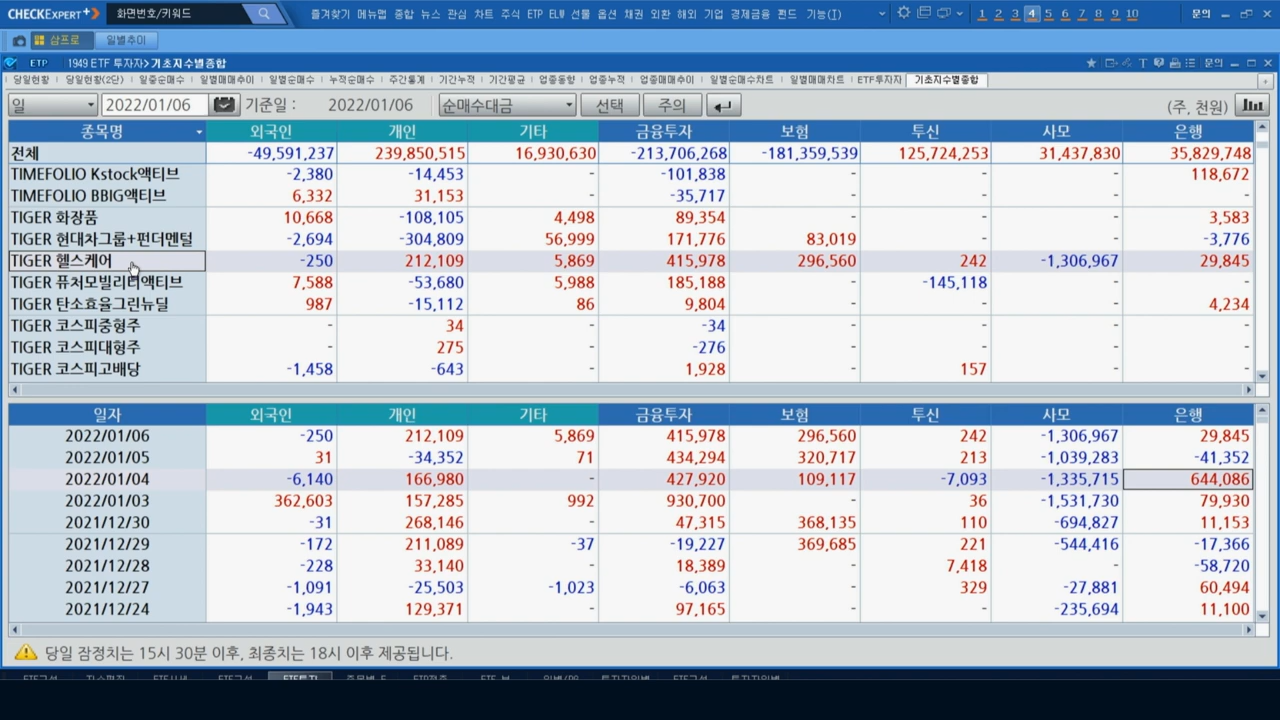 CHECKEXPERT+ 화면번호/키워드 즐겨찾기 메뉴맵 종합 뉴스 관심 차트 주식 ETP ELW 선물 옵션 채권 외환 해외 기업 경제금융 펀드 기능(I) 1 2 3 4 5 6 7 8 9 10 문의
삼프로 일별추이
ETP 1949 ETF 투자자>기초지수별종합 문의
당일현황 당일현황(2단) 일중순매수 일별매매추이 일별순매수 누적순매수 주간통계 기간누적 기간평균 업종동향 업종누적 업종매매추이 일별순매수차트 일별매매차트 ETF투자자 기초지수별종합
일 2022/01/06 기준일 : 2022/01/06 순매수대금 선택 주의 (주, 천원)
종목명 외국인 개인 기타 금융투자 보험 투신 사모 은행
전체 -49,591,237 239,850,515 16,930,630 -213,706,268 -181,359,539 125,724,253 31,437,830 35,829,748
TIMEFOLIO Kstock액티브 -2,380 -14,453 - -101,838 - - - 118,672
TIMEFOLIO BBIG액티브 6,332 31,153 - -35,717 - - - -
TIGER 화장품 10,668 -108,105 4,498 89,354 - - - 3,583
TIGER 현대차그룹+펀더멘털 -2,694 -304,809 56,999 171,776 83,019 - - -3,776
TIGER 헬스케어 -250 212,109 5,869 415,978 296,560 242 -1,306,967 29,845
TIGER 퓨처모빌리티액티브 7,588 -53,680 5,988 185,188 - -145,118 - -
TIGER 탄소효율그린뉴딜 987 -15,112 86 9,804 - - - 4,234
TIGER 코스피중형주 - 34 - -34 - - - -
TIGER 코스피대형주 - 275 - -276 - - - -
TIGER 코스피고배당 -1,458 -643 - 1,928 - 157 - -
일자 외국인 개인 기타 금융투자 보험 투신 사모 은행
2022/01/06 -250 212,109 5,869 415,978 296,560 242 -1,306,967 29,845
2022/01/05 31 -34,352 71 434,294 320,717 213 -1,039,283 -41,352
2022/01/04 -6,140 166,980 - 427,920 109,117 -7,093 -1,335,715 644,086
2022/01/03 362,603 157,285 992 930,700 - 36 -1,531,730 79,930
2021/12/30 -31 268,146 - 47,315 368,135 110 -694,827 11,153
2021/12/29 -172 211,089 -37 -19,227 369,685 221 -544,416 -17,366
2021/12/28 -228 33,140 - 18,389 - 7,418 - -58,720
2021/12/27 -1,091 -25,503 -1,023 -6,063 - 329 -27,881 60,494
2021/12/24 -1,943 129,371 - 97,165 - - -235,694 11,100
당일 잠정치는 15시 30분 이후, 최종치는 18시 이후 제공됩니다.